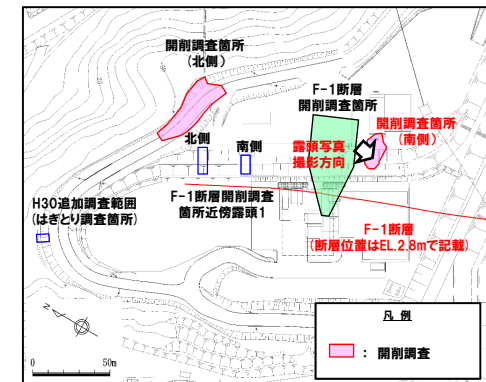 開削調査箇所
(北側)
F-1断層
開削調査箇所
開削調査箇所
(南側)
露頭写真
撮影方向
北側
南側
F-1断層開削調査
箇所近傍露頭1
H30追加調査範囲
(はぎとり調査箇所)
F-1断層
(断層位置はEL.2.8mで記載)
N
0 50m
凡 例
: 開削調査